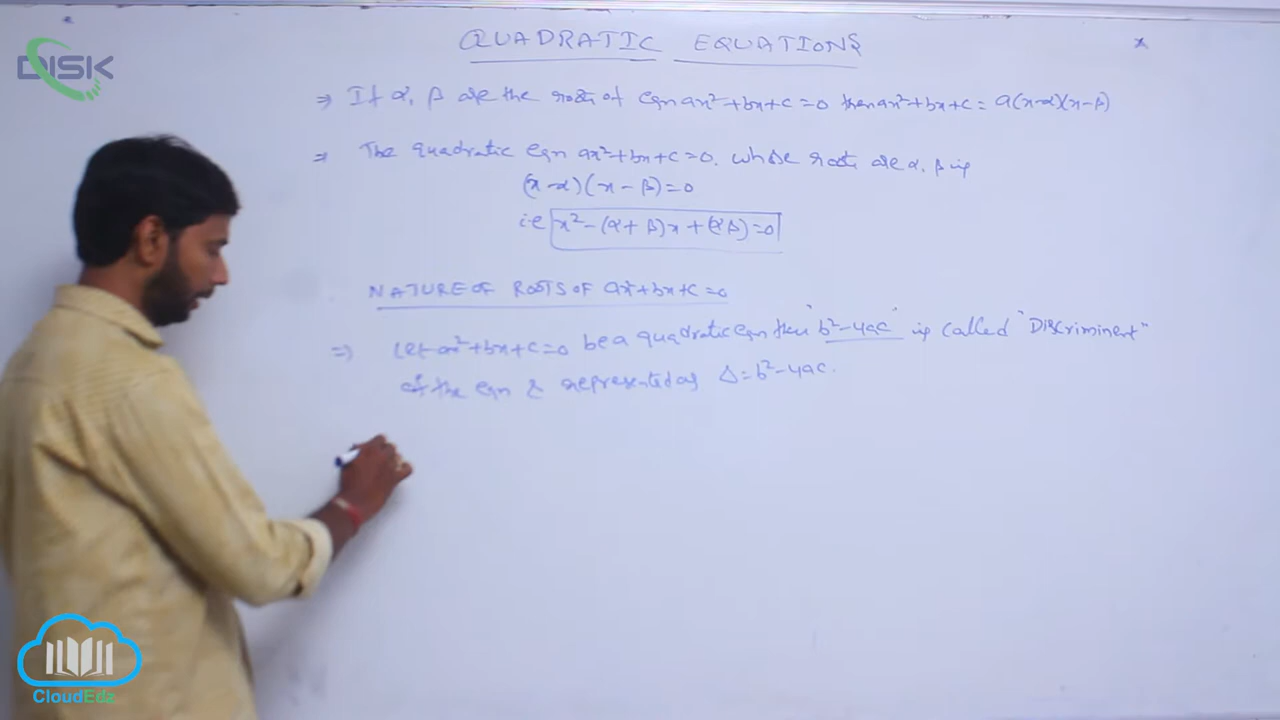 DISK
QUADRATIC EQUATIONS
x
⇒ If α, β are the roots of eqn ax²+bx+c=0 then ax²+bx+c = a(x-α)(x-β)
⇒ The quadratic eqn ax²+bx+c=0. whose roots are α, β is
(x-α)(x-β)=0
i.e x²-(α+β)x+(αβ)=0
NATURE OF ROOTS OF ax²+bx+c=0
⇒ Let ax²+bx+c=0 be a quadratic eqn then "b²-4ac" is called "Discriminent"
of the eqn & represented as Δ=b²-4ac.
CloudEda